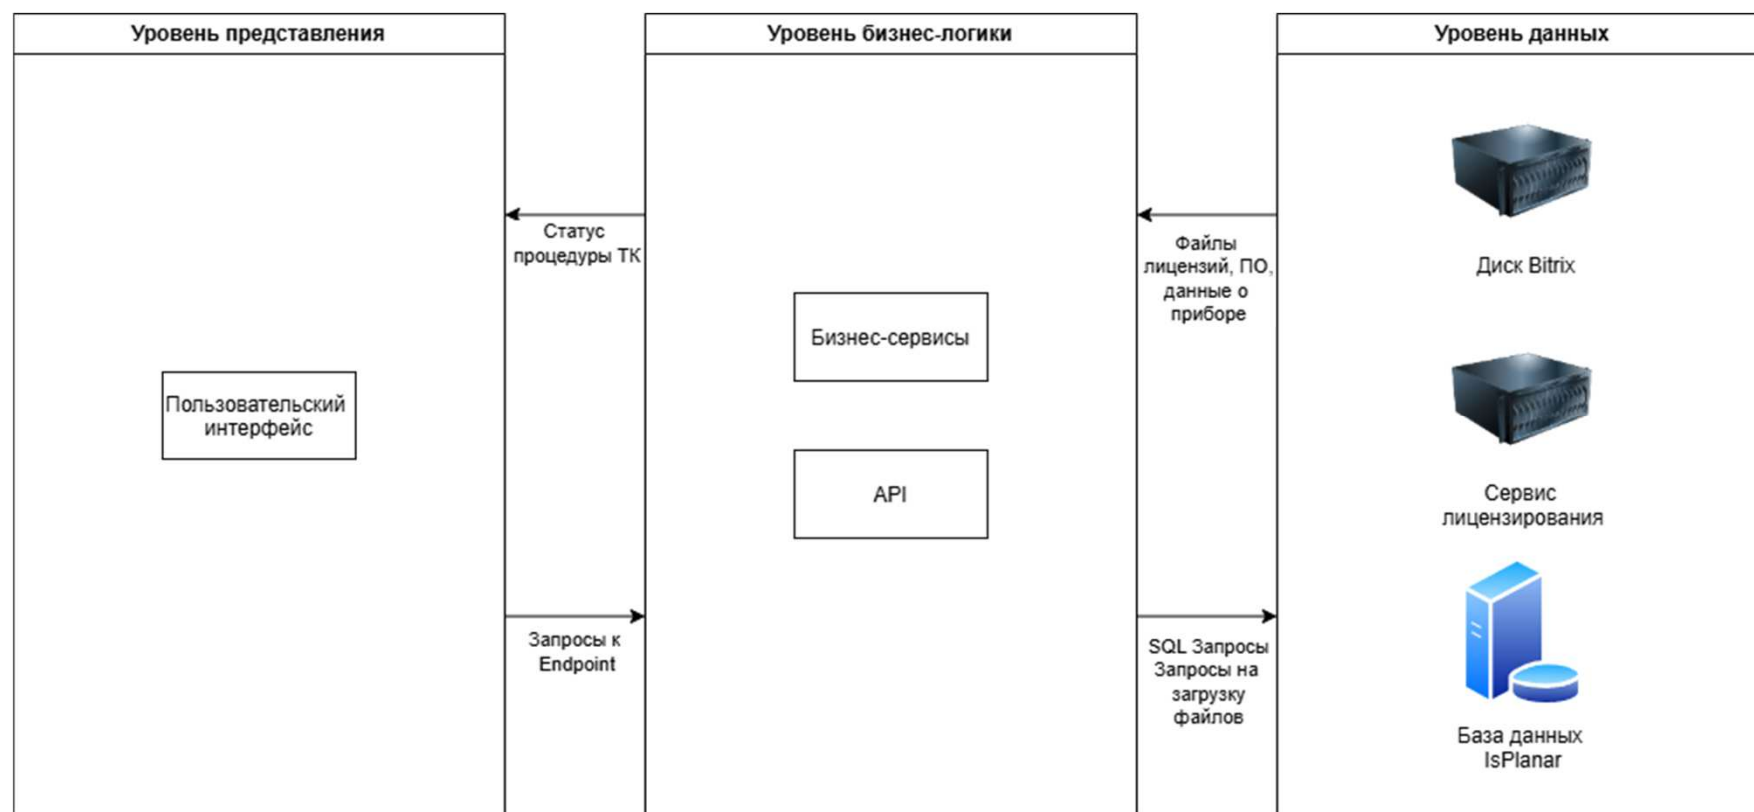 Уровень представления
Пользовательский
интерфейс
Статус
процедуры ТК
Запросы к
Endpoint
Уровень бизнес-логики
Бизнес-сервисы
API
Файлы
лицензий, ПО,
данные о
приборе
SQL Запросы
Запросы на
загрузку
файлов
Уровень данных
Диск Bitrix
Сервис
лицензирования
База данных
IsPlanar